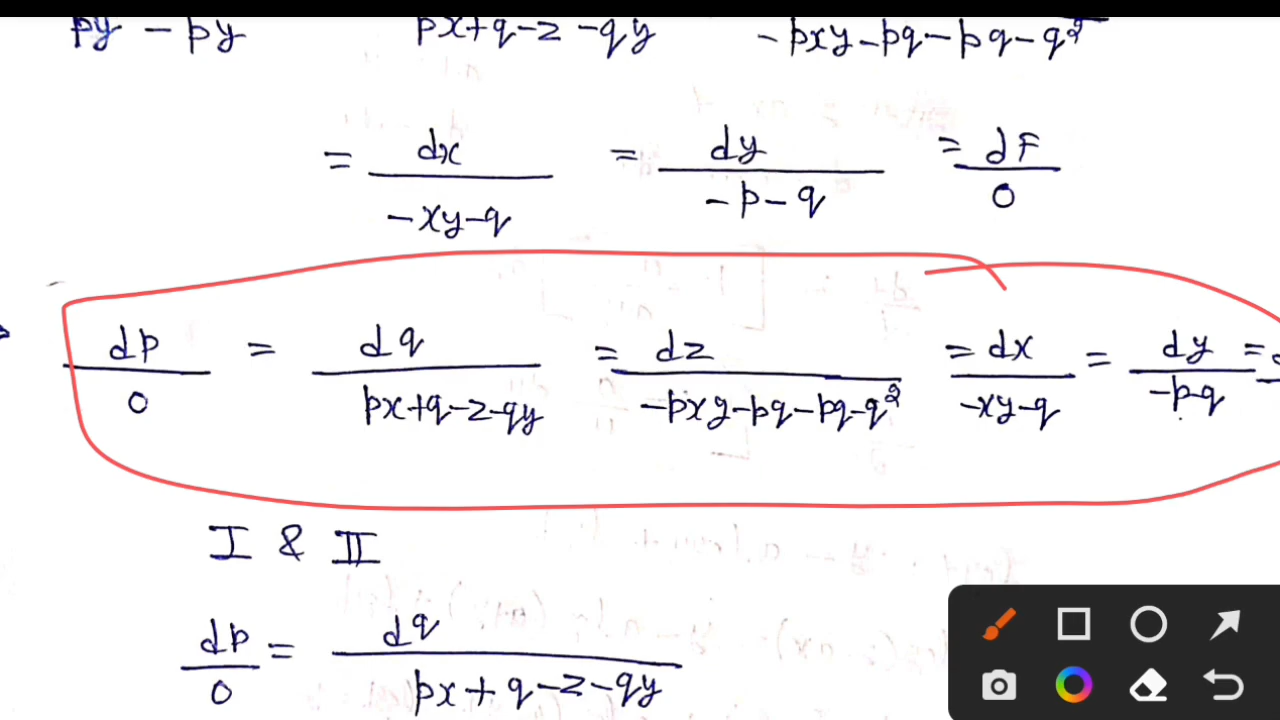 py - py px+q-z-qy -pxy-pq-pq-q²
= dx/-xy-q = dy/-p-q = dF/0
dp/0 = dq/px+q-z-qy = dz/-pxy-pq-pq-q² = dx/-xy-q = dy/-p-q =
I & II
dp/0 = dq/px+q-z-qy